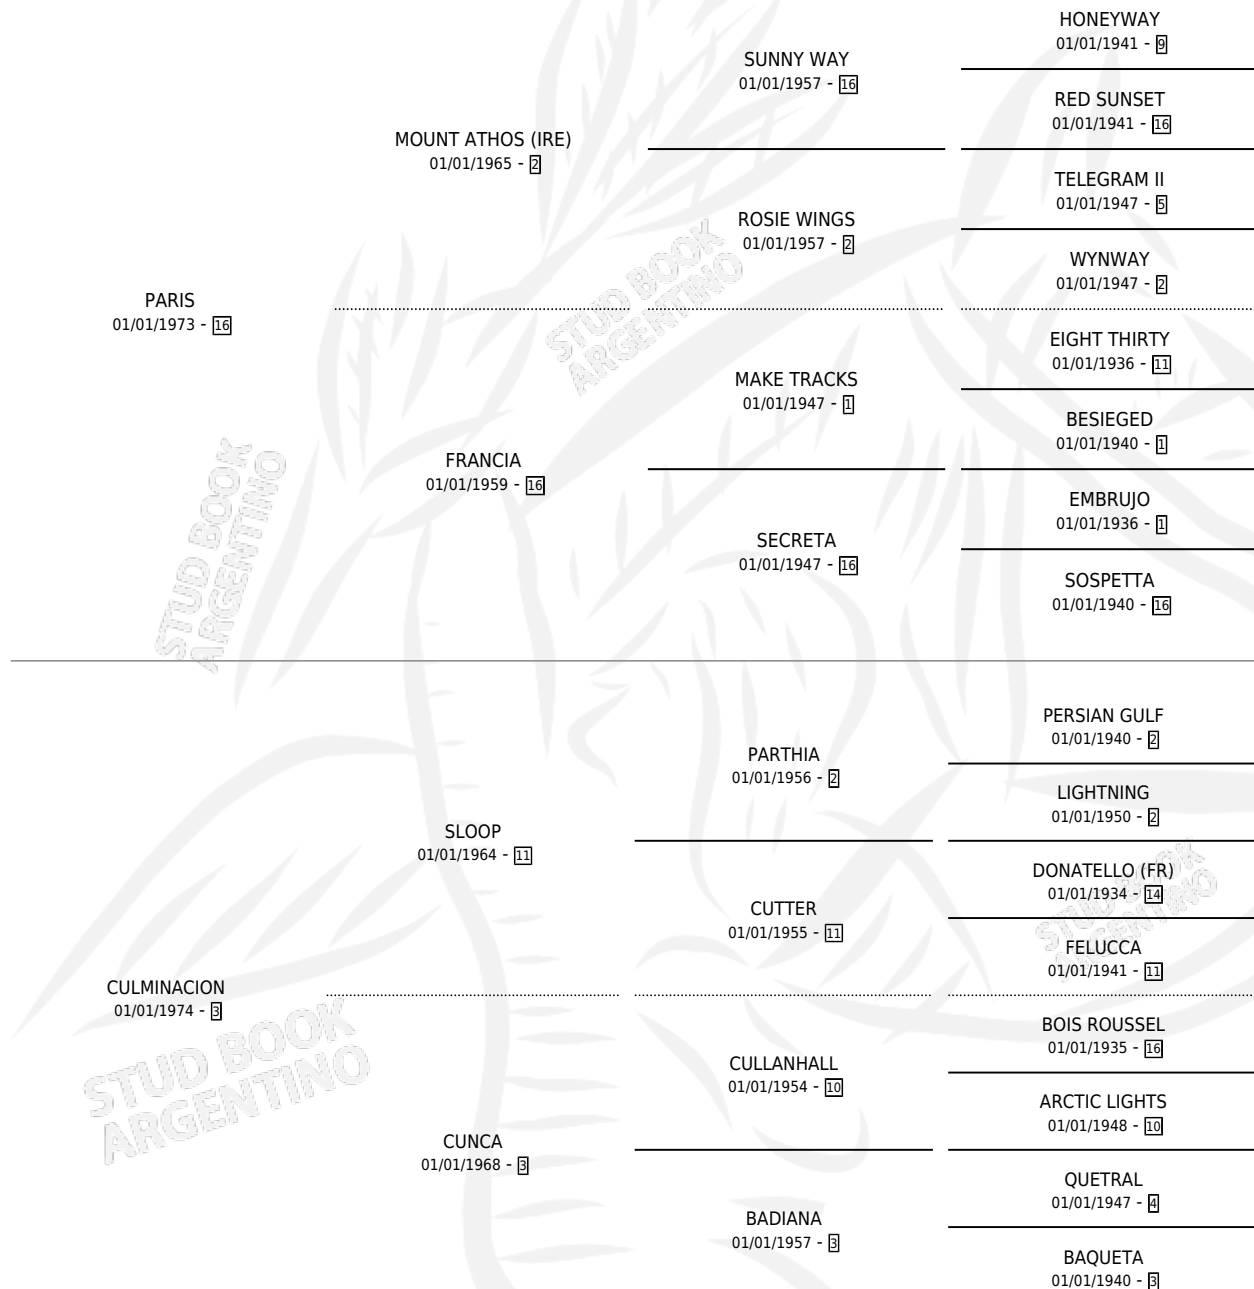 HONEYWAY
01/01/1941 - 9
SUNNY WAY
01/01/1957 - 16
RED SUNSET
01/01/1941 - 16
MOUNT ATHOS (IRE)
01/01/1965 - 2
TELEGRAM II
01/01/1947 - 5
ROSIE WINGS
01/01/1957 - 2
WYNWAY
01/01/1947 - 2
PARIS
01/01/1973 - 16
EIGHT THIRTY
01/01/1936 - 11
MAKE TRACKS
01/01/1947 - 1
BESIEGED
01/01/1940 - 1
FRANCIA
01/01/1959 - 16
EMBRUJO
01/01/1936 - 1
SECRETA
01/01/1947 - 16
SOSPETTA
01/01/1940 - 16
PERSIAN GULF
01/01/1940 - 2
PARTHIA
01/01/1956 - 2
LIGHTNING
01/01/1950 - 2
SLOOP
01/01/1964 - 11
DONATELLO (FR)
01/01/1934 - 14
CUTTER
01/01/1955 - 11
FELUCCA
01/01/1941 - 11
CULMINACION
01/01/1974 - 3
BOIS ROUSSEL
01/01/1935 - 16
CULLANHALL
01/01/1954 - 10
ARCTIC LIGHTS
01/01/1948 - 10
CUNCA
01/01/1968 - 3
QUETRAL
01/01/1947 - 4
BADIANA
01/01/1957 - 3
BAQUETA
01/01/1940 - 3
STUD BOOK
ARGENTINO
STUD BOOK
ARGENTINO
STUD BOOK
ARGENTINO
STUD BOOK
ARGENTINO